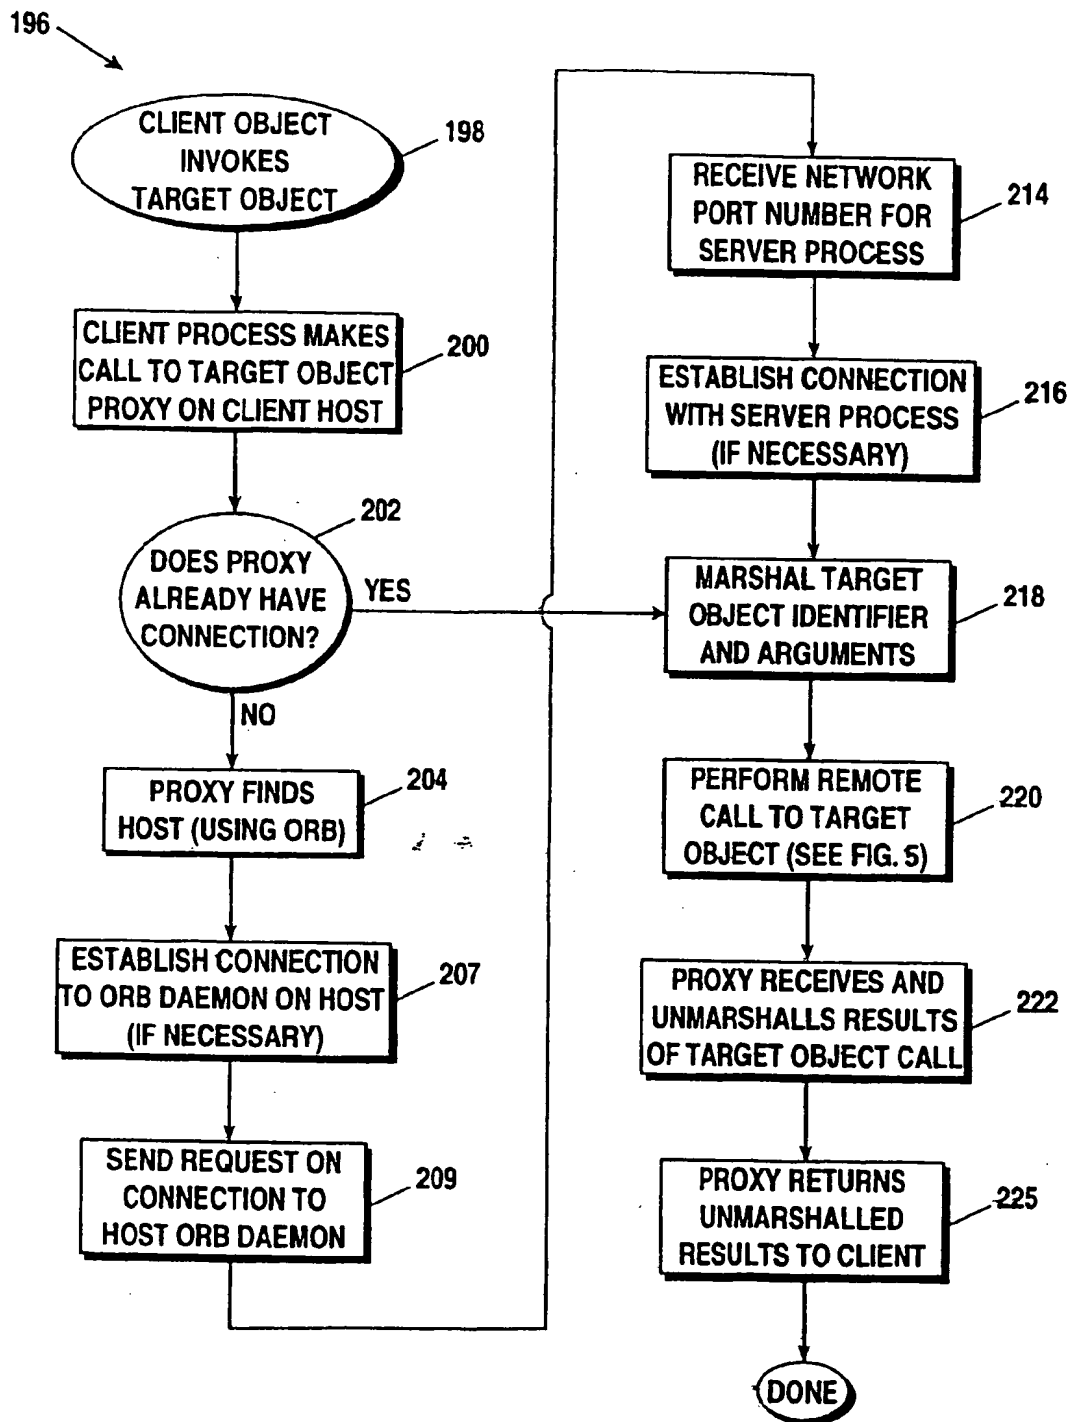 196
CLIENT OBJECT
INVOKES
TARGET OBJECT
198
CLIENT PROCESS MAKES
CALL TO TARGET OBJECT
PROXY ON CLIENT HOST
200
202
DOES PROXY
ALREADY HAVE
CONNECTION?
YES
NO
PROXY FINDS
HOST (USING ORB)
204
ESTABLISH CONNECTION
TO ORB DAEMON ON HOST
(IF NECESSARY)
207
SEND REQUEST ON
CONNECTION TO
HOST ORB DAEMON
209
RECEIVE NETWORK
PORT NUMBER FOR
SERVER PROCESS
214
ESTABLISH CONNECTION
WITH SERVER PROCESS
(IF NECESSARY)
216
MARSHAL TARGET
OBJECT IDENTIFIER
AND ARGUMENTS
218
PERFORM REMOTE
CALL TO TARGET
OBJECT (SEE FIG. 5)
220
PROXY RECEIVES AND
UNMARSHALLS RESULTS
OF TARGET OBJECT CALL
222
PROXY RETURNS
UNMARSHALLED
RESULTS TO CLIENT
225
DONE